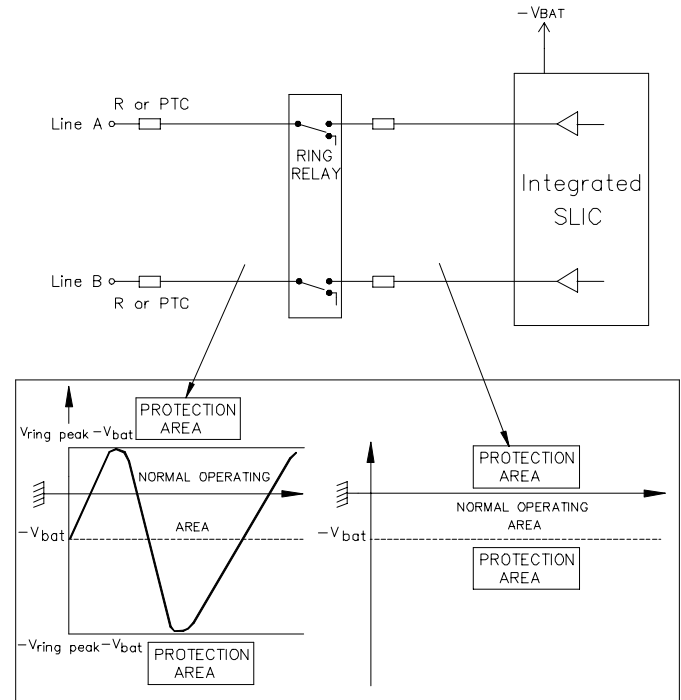 −VBAT
R or PTC
Line A
RING
RELAY
Integrated
SLIC
Line B
R or PTC
PROTECTION
AREA
Vring peak−Vbat
NORMAL OPERATING
AREA
−Vbat
−Vring peak−Vbat
PROTECTION
AREA
PROTECTION
AREA
NORMAL OPERATING
AREA
−Vbat
PROTECTION
AREA